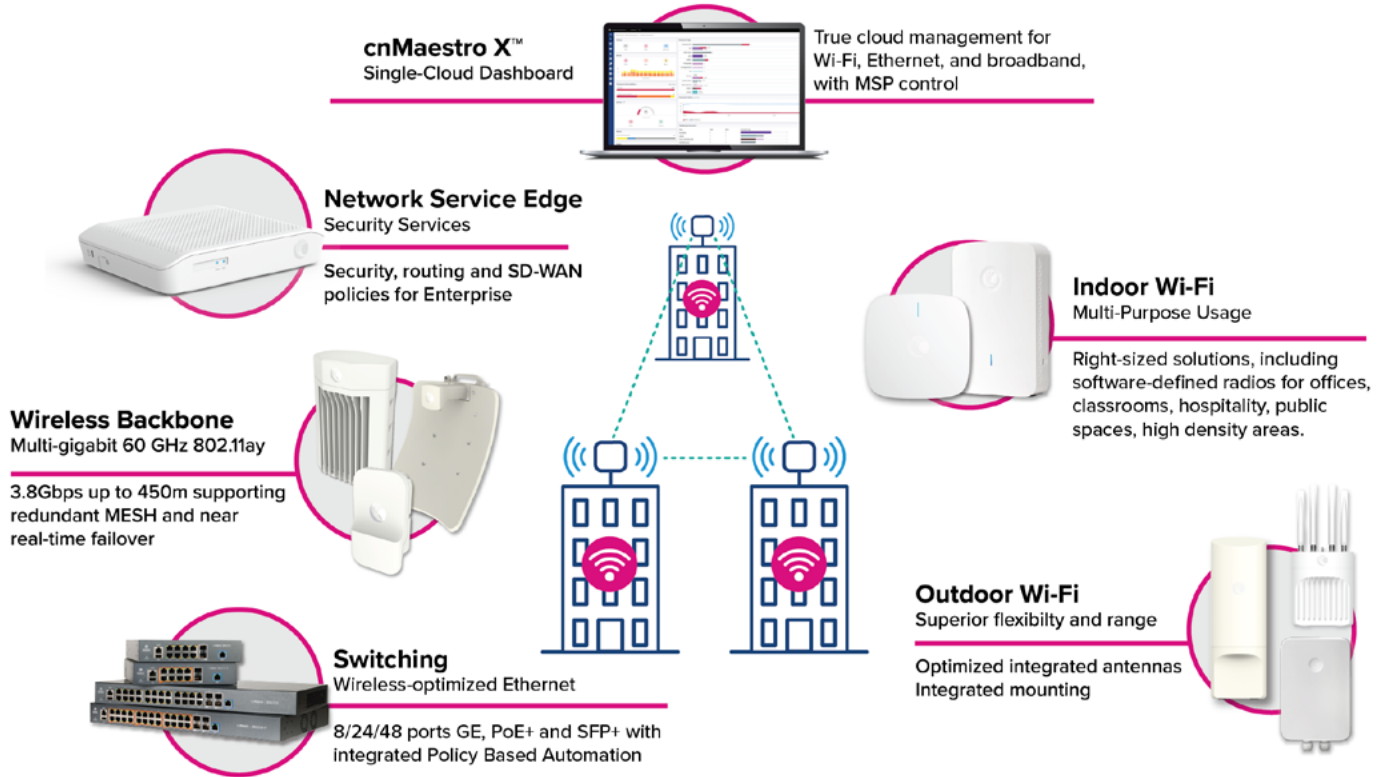 cnMaestro X™
Single-Cloud Dashboard
True cloud management for
Wi-Fi, Ethernet, and broadband,
with MSP control
Network Service Edge
Security Services
Security, routing and SD-WAN
policies for Enterprise
Indoor Wi-Fi
Multi-Purpose Usage
Right-sized solutions, including
software-defined radios for offices,
classrooms, hospitality, public
spaces, high density areas.
Wireless Backbone
Multi-gigabit 60 GHz 802.11ay
3.8Gbps up to 450m supporting
redundant MESH and near
real-time failover
Outdoor Wi-Fi
Superior flexibilty and range
Optimized integrated antennas
Integrated mounting
Switching
Wireless-optimized Ethernet
8/24/48 ports GE, PoE+ and SFP+ with
integrated Policy Based Automation